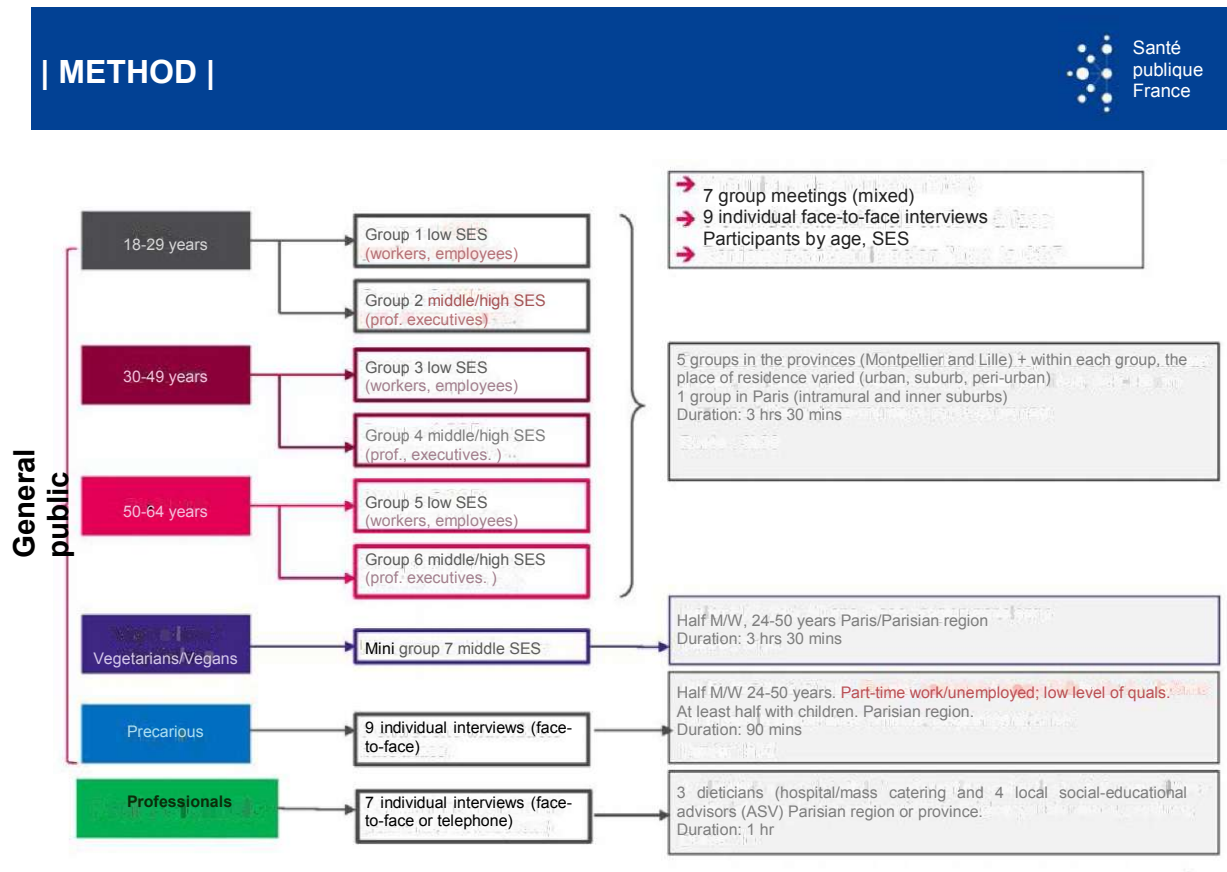 | METHOD |
Santé
publique
France
General
public
18-29 years
Group 1 low SES
(workers, employees)
Group 2 middle/high SES
(prof. executives)
30-49 years
Group 3 low SES
(workers, employees)
Group 4 middle/high SES
(prof., executives. )
50-64 years
Group 5 low SES
(workers, employees)
Group 6 middle/high SES
(prof. executives. )
7 group meetings (mixed)
9 individual face-to-face interviews
Participants by age, SES
5 groups in the provinces (Montpellier and Lille) + within each group, the
place of residence varied (urban, suburb, peri-urban)
1 group in Paris (intramural and inner suburbs)
Duration: 3 hrs 30 mins
Vegetarians/Vegans
Mini group 7 middle SES
Half M/W, 24-50 years Paris/Parisian region
Duration: 3 hrs 30 mins
Precarious
9 individual interviews (face-
to-face)
Half M/W 24-50 years. Part-time work/unemployed; low level of quals.
At least half with children. Parisian region.
Duration: 90 mins
Professionals
7 individual interviews (face-
to-face or telephone)
3 dieticians (hospital/mass catering and 4 local social-educational
advisors (ASV) Parisian region or province.
Duration: 1 hr